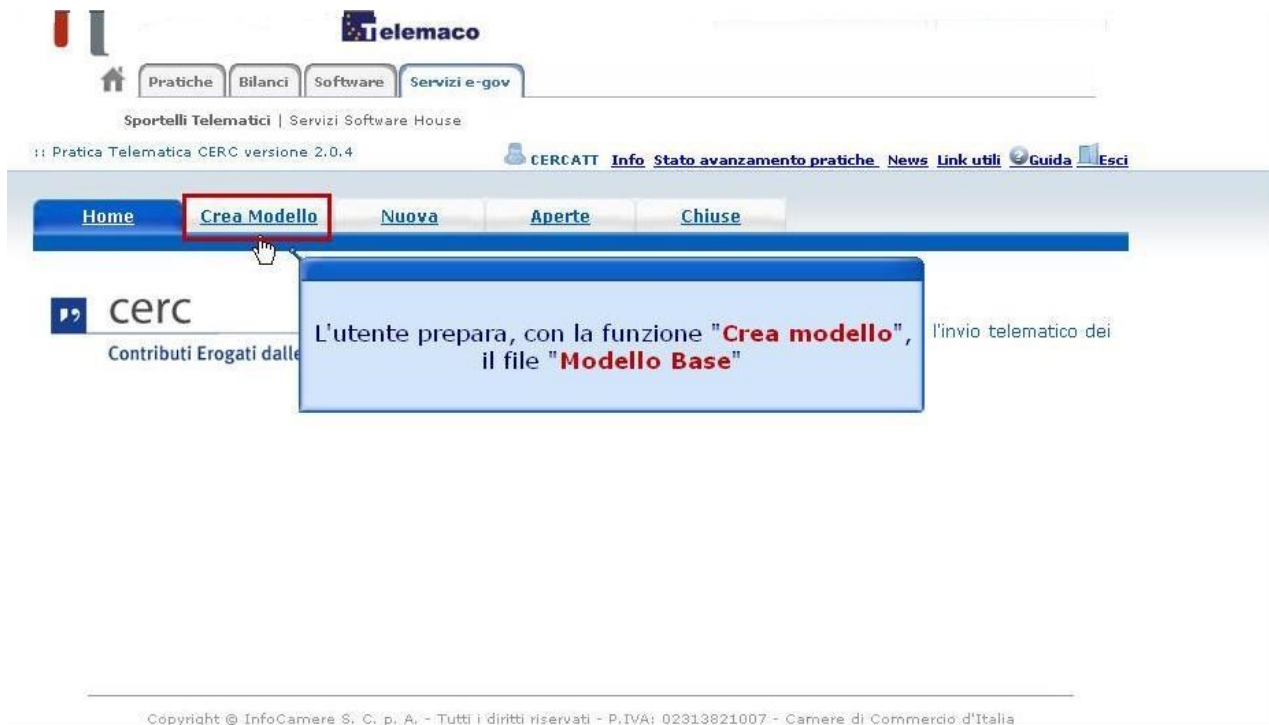 Telemaco
Pratiche Bilanci Software Servizi e-gov
Sportelli Telematici | Servizi Software House
:: Pratica Telematica CERC versione 2.0.4 CERCATT Info Stato avanzamento pratiche News Link utili Guida Esci
Home Crea Modello Nuova Aperte Chiuse
cerc
Contributi Erogati dalle
L'utente prepara, con la funzione "Crea modello",
il file "Modello Base"
l'invio telematico dei
Copyright @ InfoCamere S. C. p. A. - Tutti i diritti riservati - P.IVA: 02313821007 - Camere di Commercio d'Italia